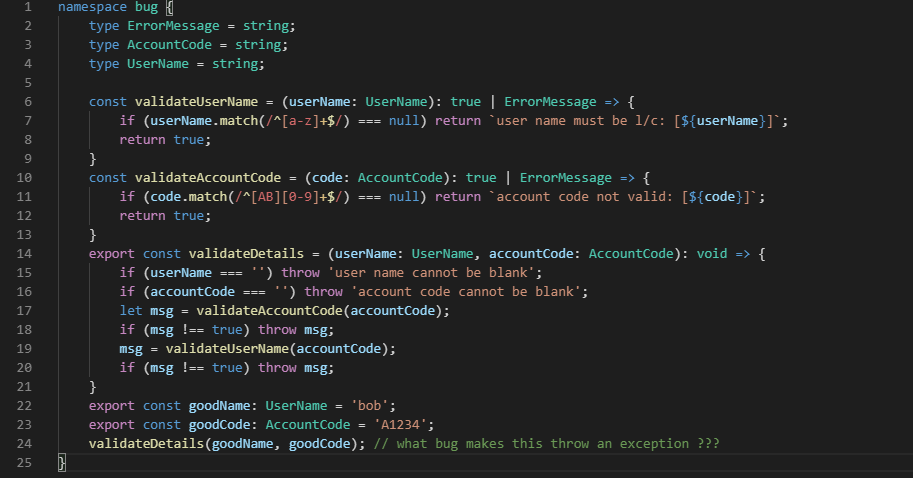 1 namespace bug {
2     type ErrorMessage = string;
3     type AccountCode = string;
4     type UserName = string;
5
6     const validateUserName = (userName: UserName): true | ErrorMessage => {
7         if (userName.match(/^[a-z]+$/) === null) return `user name must be l/c: [${userName}]`;
8         return true;
9     }
10     const validateAccountCode = (code: AccountCode): true | ErrorMessage => {
11         if (code.match(/^[AB][0-9]+$/) === null) return `account code not valid: [${code}]`;
12         return true;
13     }
14     export const validateDetails = (userName: UserName, accountCode: AccountCode): void => {
15         if (userName === '') throw 'user name cannot be blank';
16         if (accountCode === '') throw 'account code cannot be blank';
17         let msg = validateAccountCode(accountCode);
18         if (msg !== true) throw msg;
19         msg = validateUserName(accountCode);
20         if (msg !== true) throw msg;
21     }
22     export const goodName: UserName = 'bob';
23     export const goodCode: AccountCode = 'A1234';
24     validateDetails(goodName, goodCode); // what bug makes this throw an exception ???
25 }